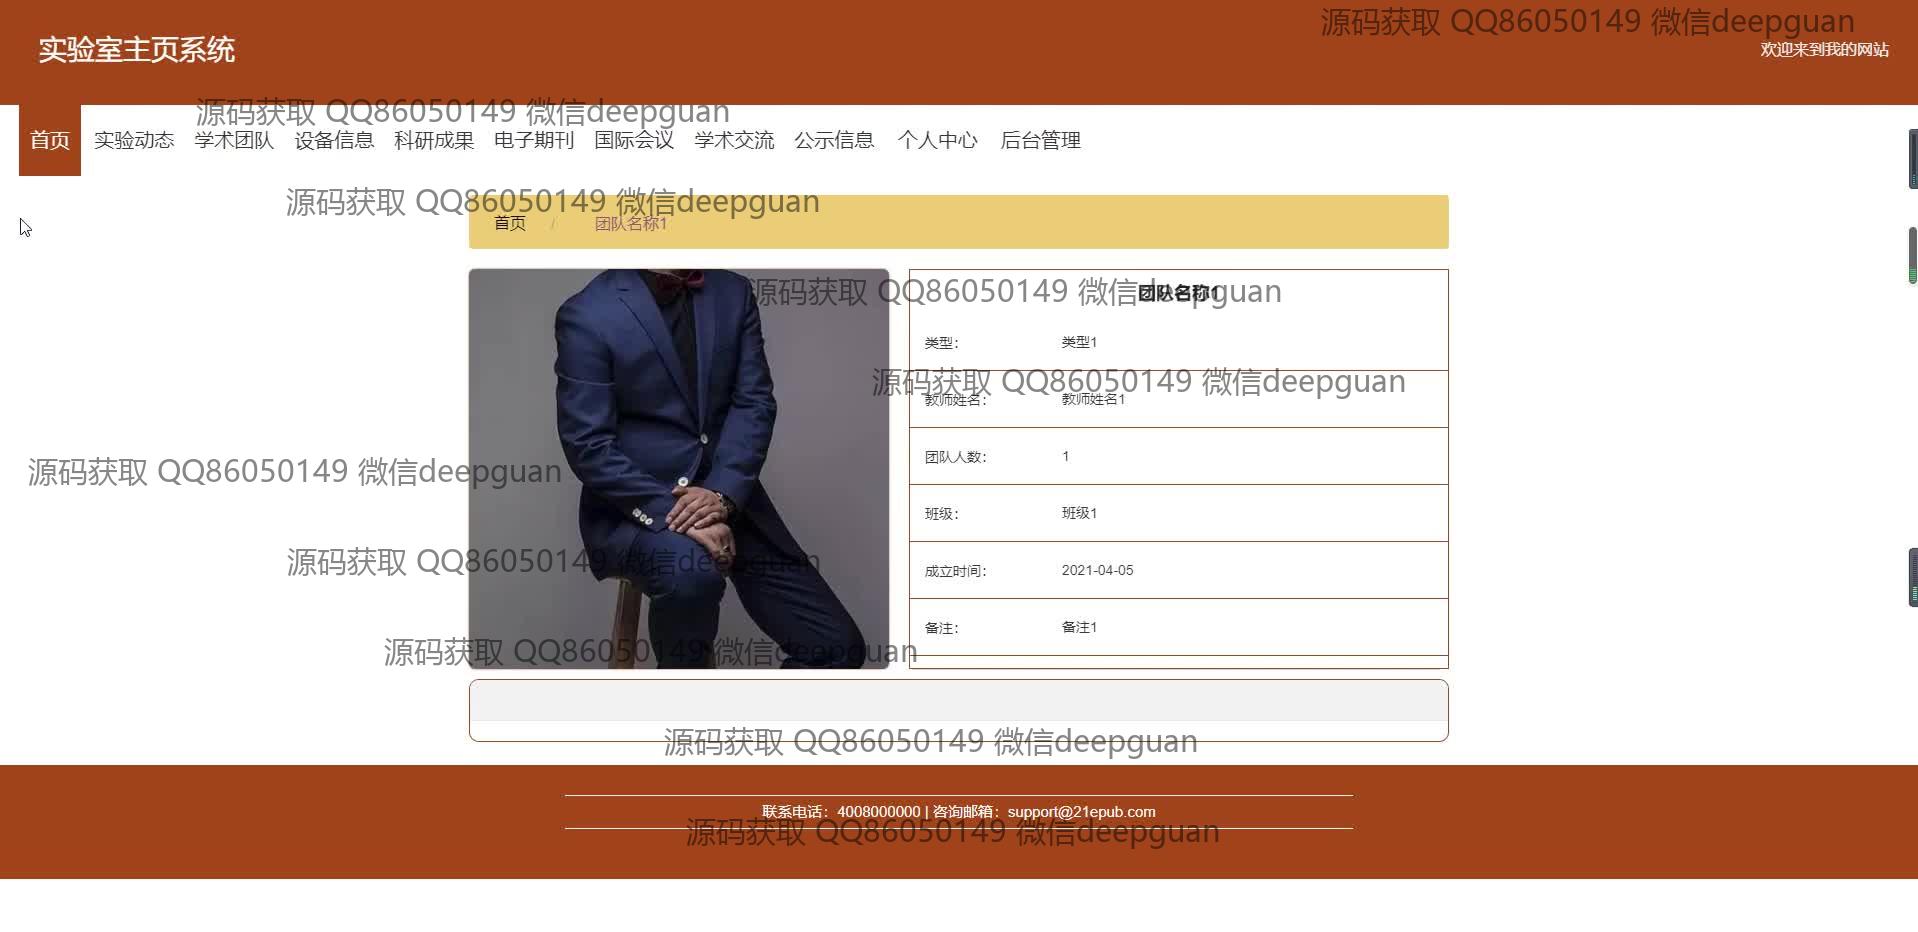 源码获取 QQ86050149 微信deepguan
实验室主页系统
欢迎来到我的网站
源码获取 QQ86050149 微信deepguan
首页 实验动态 学术团队 设备信息 科研成果 电子期刊 国际会议 学术交流 公示信息 个人中心 后台管理
源码获取 QQ86050149 微信deepguan
首页 / 团队名称1
源码获取 QQ86050149 微信deepguan
团队名称1
类型： 类型1
源码获取 QQ86050149 微信deepguan
教师姓名： 教师姓名1
团队人数： 1
源码获取 QQ86050149 微信deepguan
班级： 班级1
源码获取 QQ86050149 微信deepguan
成立时间： 2021-04-05
备注： 备注1
源码获取 QQ86050149 微信deepguan
源码获取 QQ86050149 微信deepguan
联系电话：4008000000 | 咨询邮箱：support@21epub.com
源码获取 QQ86050149 微信deepguan